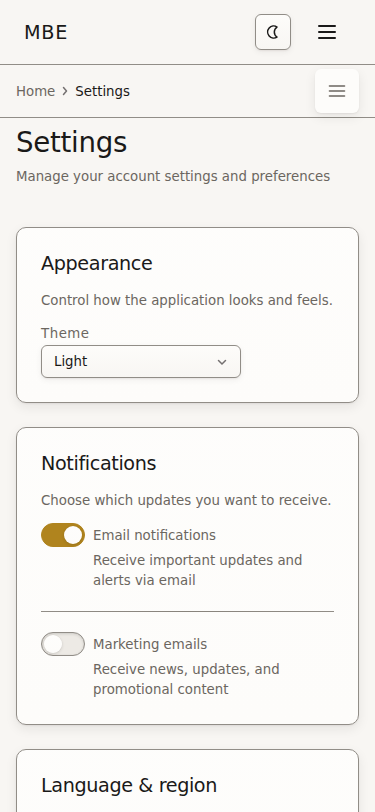 MBE
Home > Settings
Settings
Manage your account settings and preferences
Appearance
Control how the application looks and feels.
Theme
Light
Notifications
Choose which updates you want to receive.
Email notifications
Receive important updates and
alerts via email
Marketing emails
Receive news, updates, and
promotional content
Language & region